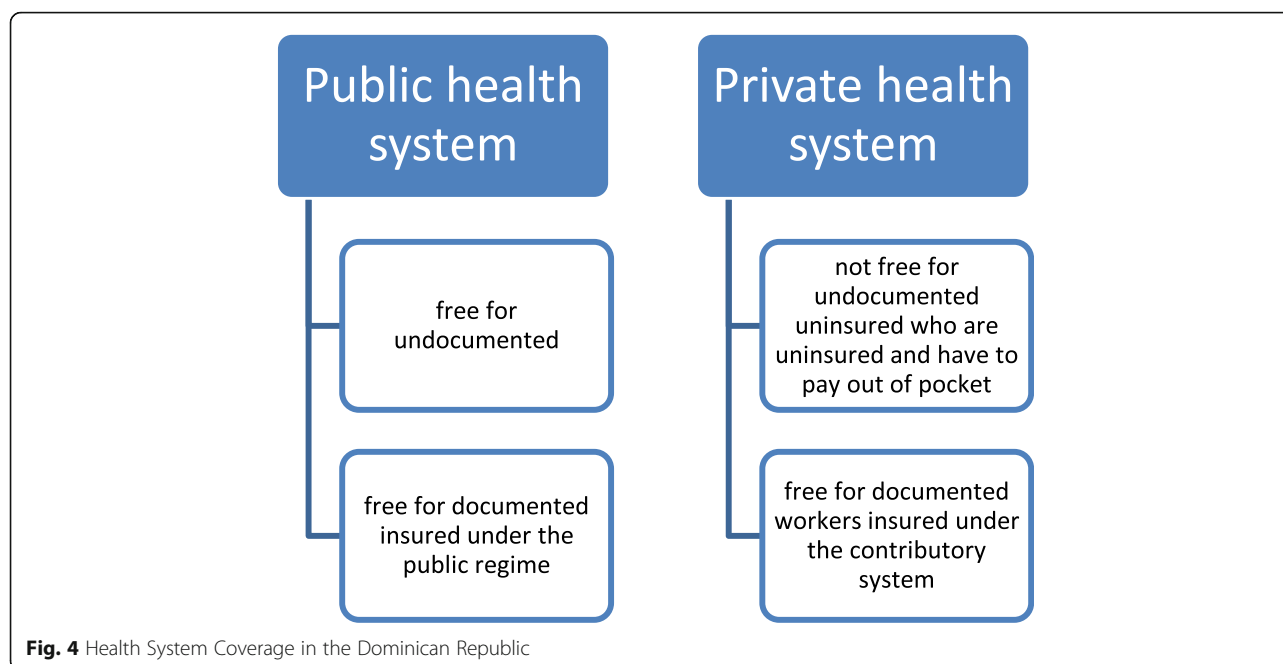 Public health
system
free for
undocumented
free for documented
insured under the
public regime
Private health
system
not free for
undocumented
uninsured who are
uninsured and have to
pay out of pocket
free for documented
workers insured under
the contributory
system
Fig. 4 Health System Coverage in the Dominican Republic